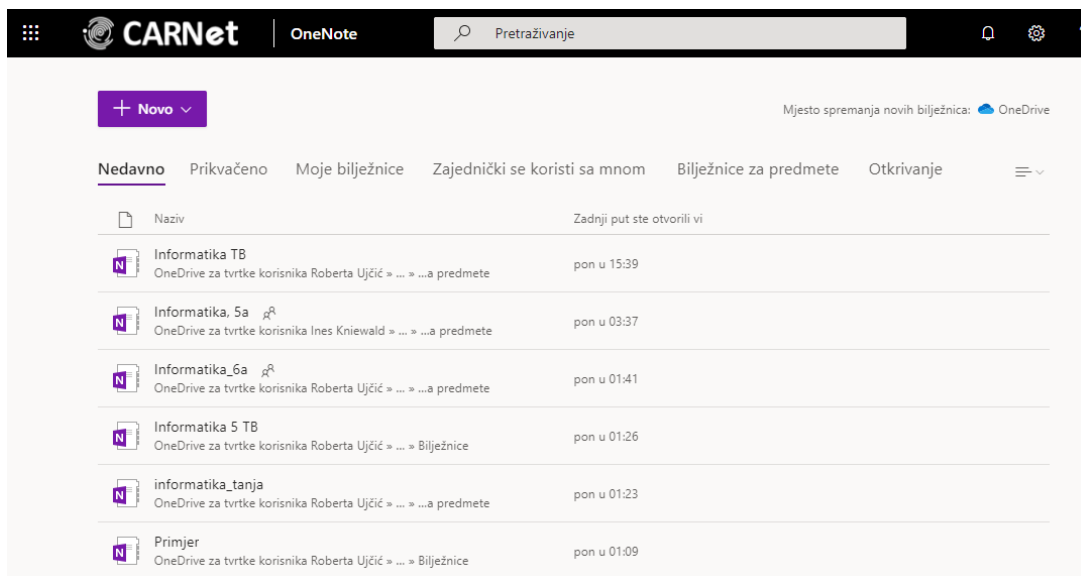 CARNet OneNote Pretraživanje
Novo
Mjesto spremanja novih bilježnica: OneDrive
Nedavno Prikvačeno Moje bilježnice Zajednički se koristi sa mnom Bilježnice za predmete Otkrivanje
Naziv Zadnji put ste otvorili vi
Informatika TB
OneDrive za tvrtke korisnika Roberta Ujčić » ... » ...a predmete
pon u 15:39
Informatika, 5a
OneDrive za tvrtke korisnika Ines Kniewald » ... » ...a predmete
pon u 03:37
Informatika_6a
OneDrive za tvrtke korisnika Roberta Ujčić » ... » ...a predmete
pon u 01:41
Informatika 5 TB
OneDrive za tvrtke korisnika Roberta Ujčić » ... » Bilježnice
pon u 01:26
informatika_tanja
OneDrive za tvrtke korisnika Roberta Ujčić » ... » ...a predmete
pon u 01:23
Primjer
OneDrive za tvrtke korisnika Roberta Ujčić » ... » Bilježnice
pon u 01:09